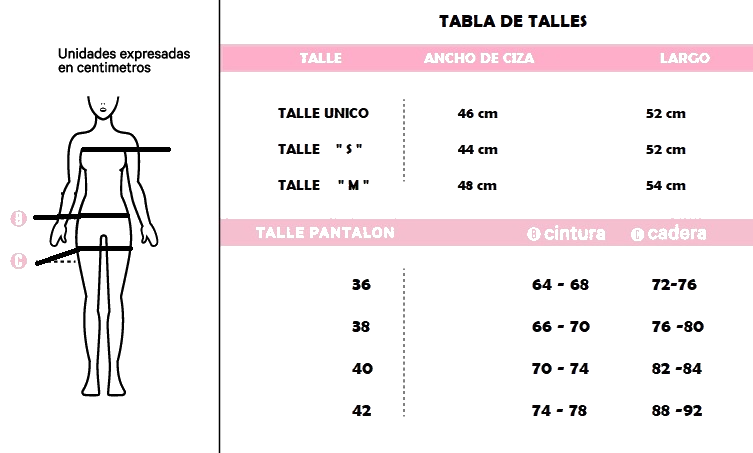 Unidades expresadas
en centimetros
B
C
TABLA DE TALLES
TALLE ANCHO DE CIZA LARGO
TALLE UNICO 46 cm 52 cm
TALLE " S " 44 cm 52 cm
TALLE " M " 48 cm 54 cm
TALLE PANTALON B cintura C cadera
36 64 - 68 72-76
38 66 - 70 76 -80
40 70 - 74 82 -84
42 74 - 78 88 -92